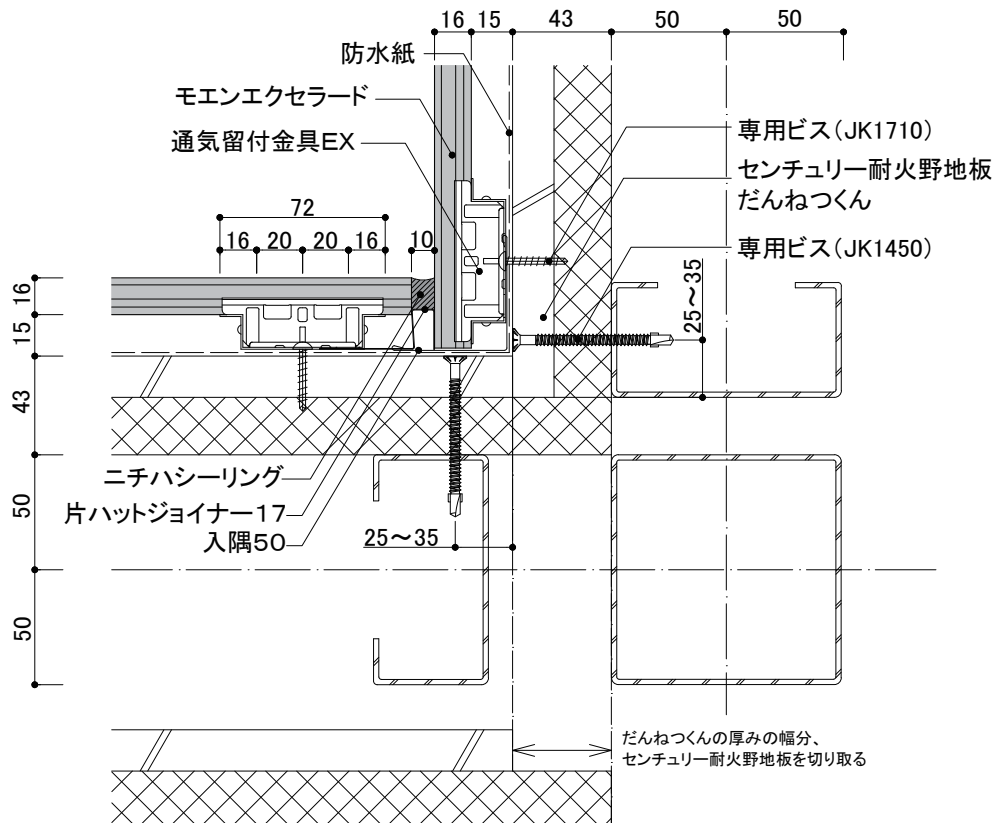 16 15 43 50 50
防水紙
モエンエクセラード
通気留付金具EX
専用ビス(JK1710)
センチュリー耐火野地板
だんねつくん
専用ビス(JK1450)
72
16 20 20 16 10
16
15
43
50
50
25~35
ニチハシーリング
片ハットジョイナー17
入隅50
25~35
だんねつくんの厚みの幅分、
センチュリー耐火野地板を切り取る